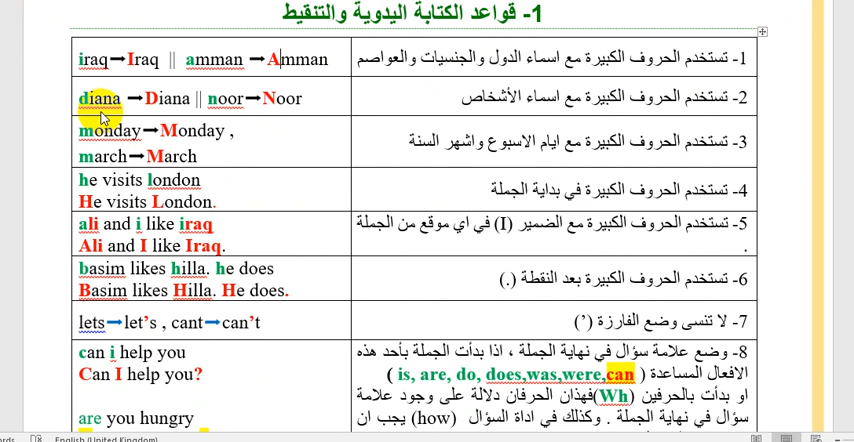 1- قواعد الكتابة اليدوية والتنقيط
1- تستخدم الحروف الكبيرة مع اسماء الدول والجنسيات والعواصم
iraq➞Iraq || amman ➞Amman
2- تستخدم الحروف الكبيرة مع اسماء الأشخاص
diana ➞Diana || noor➞Noor
3- تستخدم الحروف الكبيرة مع ايام الاسبوع واشهر السنة
monday➞Monday ,
march➞March
4- تستخدم الحروف الكبيرة في بداية الجملة
he visits london
He visits London.
5- تستخدم الحروف الكبيرة مع الضمير (I) في اي موقع من الجملة
.
ali and i like iraq
Ali and I like Iraq.
6- تستخدم الحروف الكبيرة بعد النقطة (.)
basim likes hilla. he does
Basim likes Hilla. He does.
7- لا تنسى وضع الفارزة (’)
lets➞let’s , cant➞can’t
8- وضع علامة سؤال في نهاية الجملة ، اذا بدأت الجملة بأحد هذه
الافعال المساعدة ( is, are, do, does,was,were,can )
او بدأت بالحرفين (Wh)فهذان الحرفان دلالة على وجود علامة
سؤال في نهاية الجملة . وكذلك في اداة السؤال (how) يجب ان
can i help you
Can I help you?
are you hungry
English (United Kingdom)